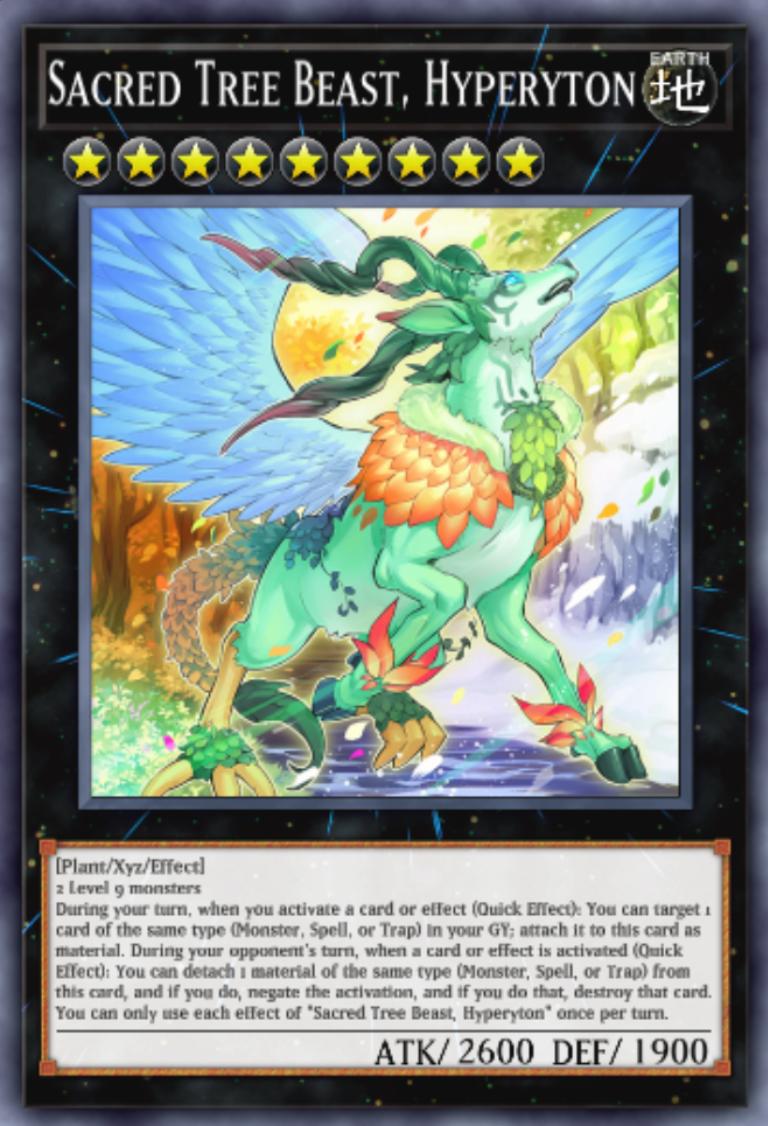 SACRED TREE BEAST, HYPERYTON
EARTH
地
[Plant/Xyz/Effect]
2 Level 9 monsters
During your turn, when you activate a card or effect (Quick Effect): You can target 1
card of the same type (Monster, Spell, or Trap) in your GY; attach it to this card as
material. During your opponent's turn, when a card or effect is activated (Quick
Effect): You can detach 1 material of the same type (Monster, Spell, or Trap) from
this card, and if you do, negate the activation, and if you do that, destroy that card.
You can only use each effect of "Sacred Tree Beast, Hyperyton" once per turn.
ATK/ 2600 DEF/ 1900